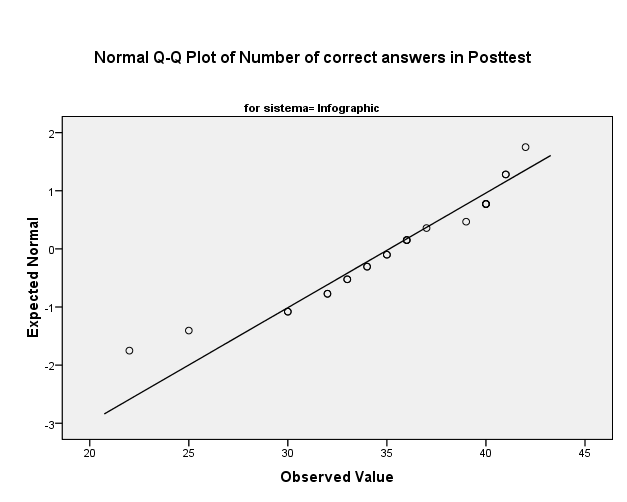 Normal Q-Q Plot of Number of correct answers in Posttest
for sistema= Infographic
2
1
0
-1
-2
-3
Expected Normal
20 25 30 35 40 45
Observed Value